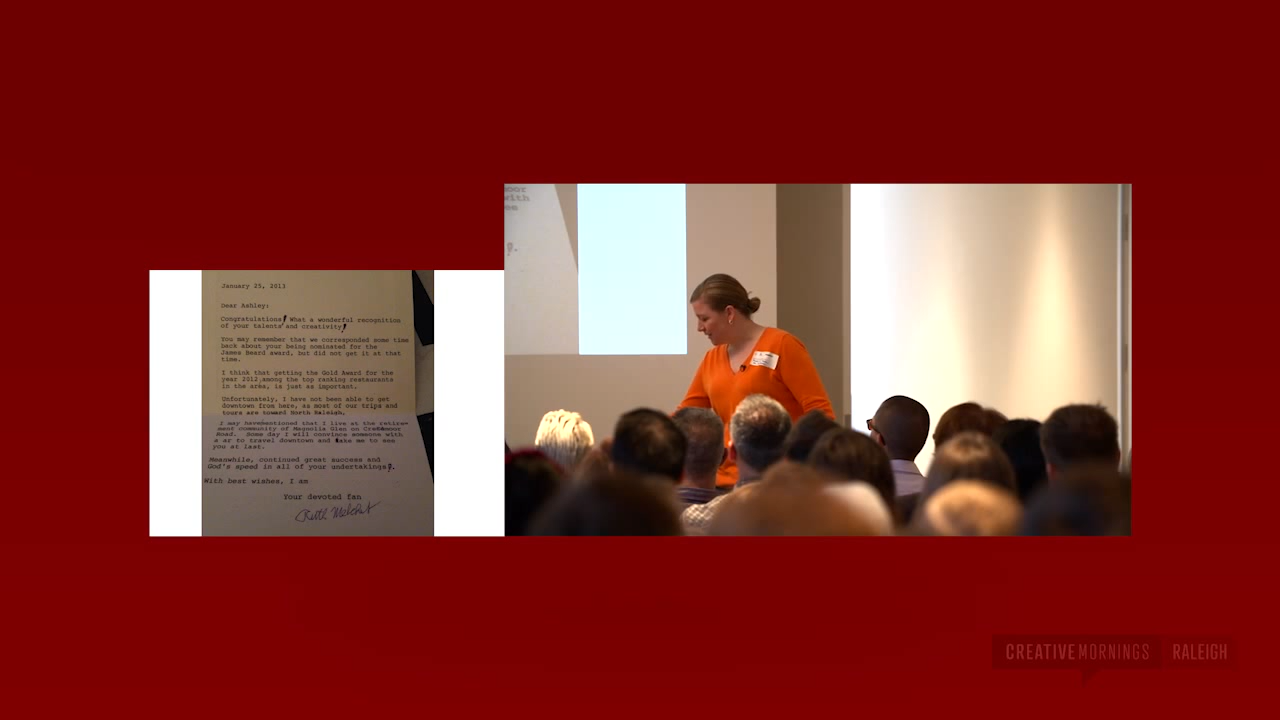 January 25, 2013
Dear Ashley:
Congratulations! What a wonderful recognition
of your talents and creativity!
You may remember that we corresponded some time
back about your being nominated for the
James Beard award, but did not get it at that
time.
I think that getting the Gold Award for the
year 2012, among the top ranking restaurants
in the area, is just as important.
Unfortunately, I have not been able to get
downtown from here, as most of our trips and
tours are toward North Raleigh.
I may havementioned that I live at the retire-
ment community of Magnolia Glen on Creedmoor
Road. Some day I will convince someone with
a ar to travel downtown and take me to see
you at last.
Meanwhile, continued great success and
God's speed in all of your undertakings!.
With best wishes, I am
Your devoted fan
Ruth
with
CREATIVEMORNINGS RALEIGH